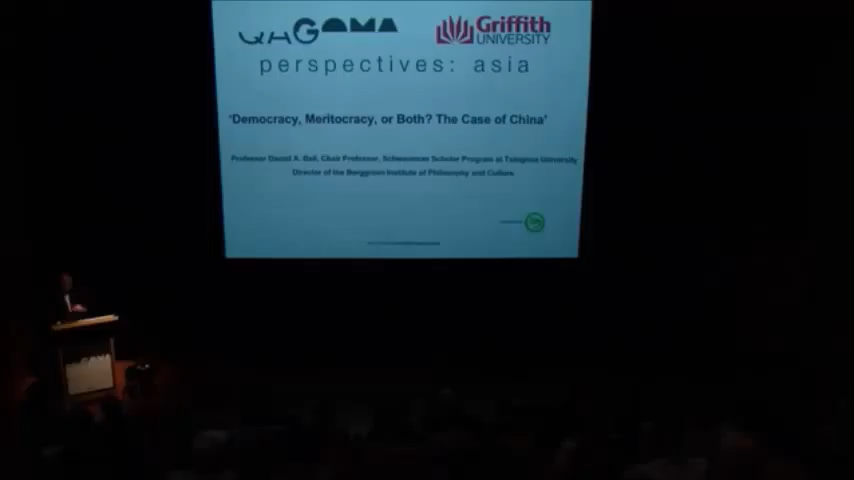 QAGOMA
Griffith
UNIVERSITY
perspectives: asia
'Democracy, Meritocracy, or Both? The Case of China'
Professor Daniel A. Bell, Chair Professor, Schwarzman Scholar Program at Tsinghua University
Director of the Berggruen Institute of Philosophy and Culture